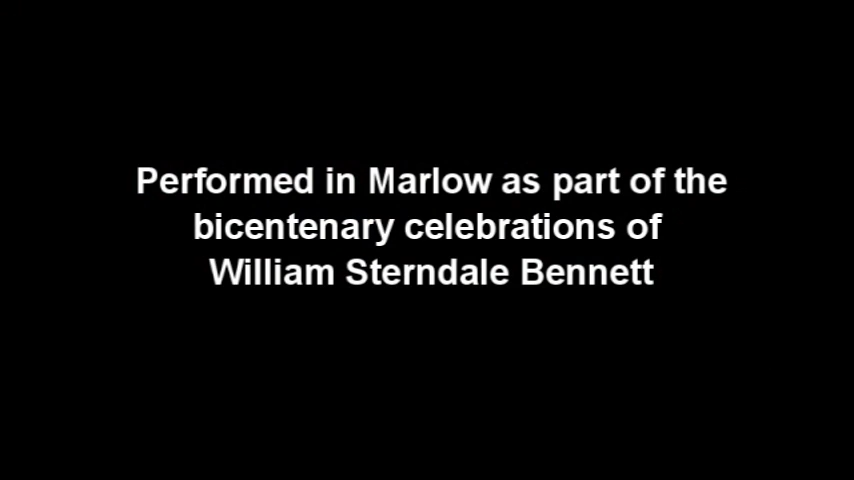 Performed in Marlow as part of the
bicentenary celebrations of
William Sterndale Bennett